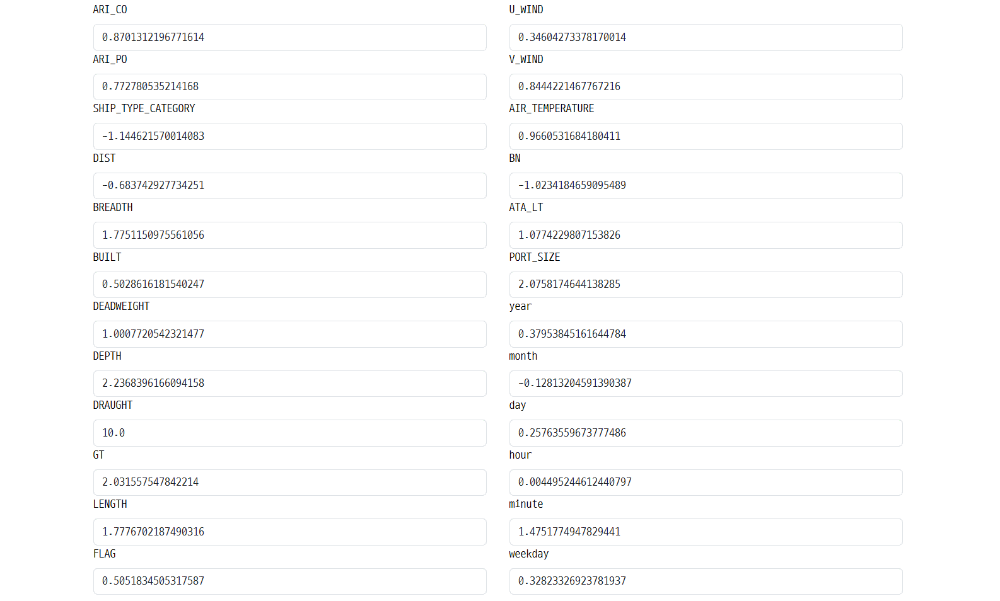 ARI_CO
0.8701312196771614
ARI_PO
0.772780535214168
SHIP_TYPE_CATEGORY
-1.144621570014083
DIST
-0.683742927734251
BREADTH
1.7751150975561056
BUILT
0.5028616181540247
DEADWEIGHT
1.0007720542321477
DEPTH
2.2368396166094158
DRAUGHT
10.0
GT
2.031557547842214
LENGTH
1.7776702187490316
FLAG
0.5051834505317587
U_WIND
0.34604273378170014
V_WIND
0.8444221467767216
AIR_TEMPERATURE
0.9660531684180411
BN
-1.0234184659095489
ATA_LT
1.0774229807153826
PORT_SIZE
2.0758174644138285
year
0.37953845161644784
month
-0.12813204591390387
day
0.25763559673777486
hour
0.004495244612440797
minute
1.4751774947829441
weekday
0.32823326923781937